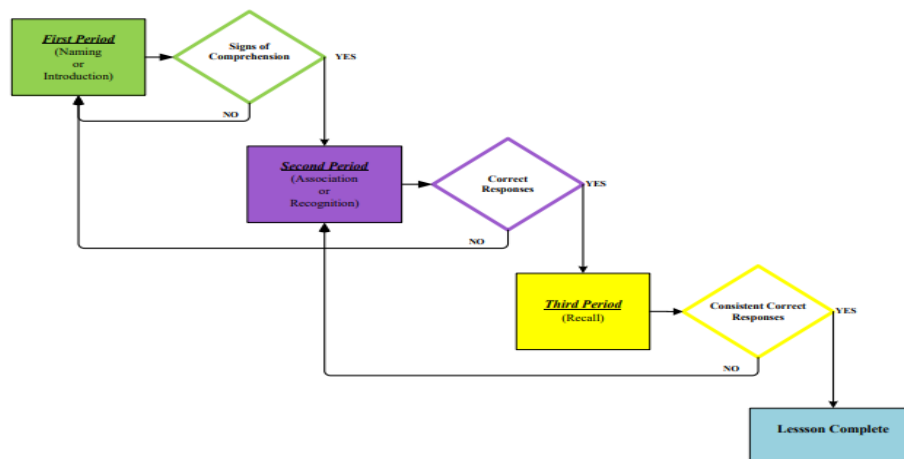 First Period
(Naming
or
Introduction)
Signs of
Comprehension
YES
NO
Second Period
(Association
or
Recognition)
Correct
Responses
YES
NO
Third Period
(Recall)
Consistent Correct
Responses
YES
NO
Lessson Complete